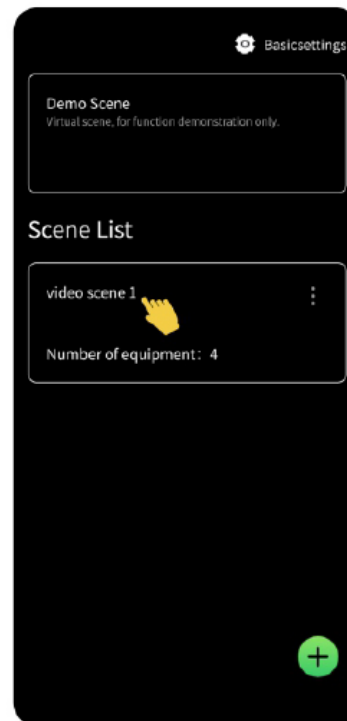 Basicsettings
Demo Scene
Virtual scene, for function demonstration only.
Scene List
video scene 1
Number of equipment: 4